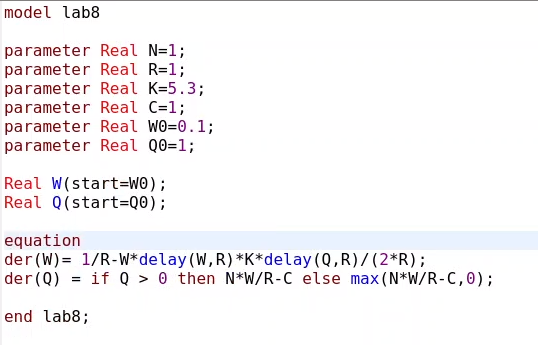 model lab8
parameter Real N=1;
parameter Real R=1;
parameter Real K=5.3;
parameter Real C=1;
parameter Real W0=0.1;
parameter Real Q0=1;
Real W(start=W0);
Real Q(start=Q0);
equation
der(W)= 1/R-W*delay(W,R)*K*delay(Q,R)/(2*R);
der(Q) = if Q > 0 then N*W/R-C else max(N*W/R-C,0);
end lab8;